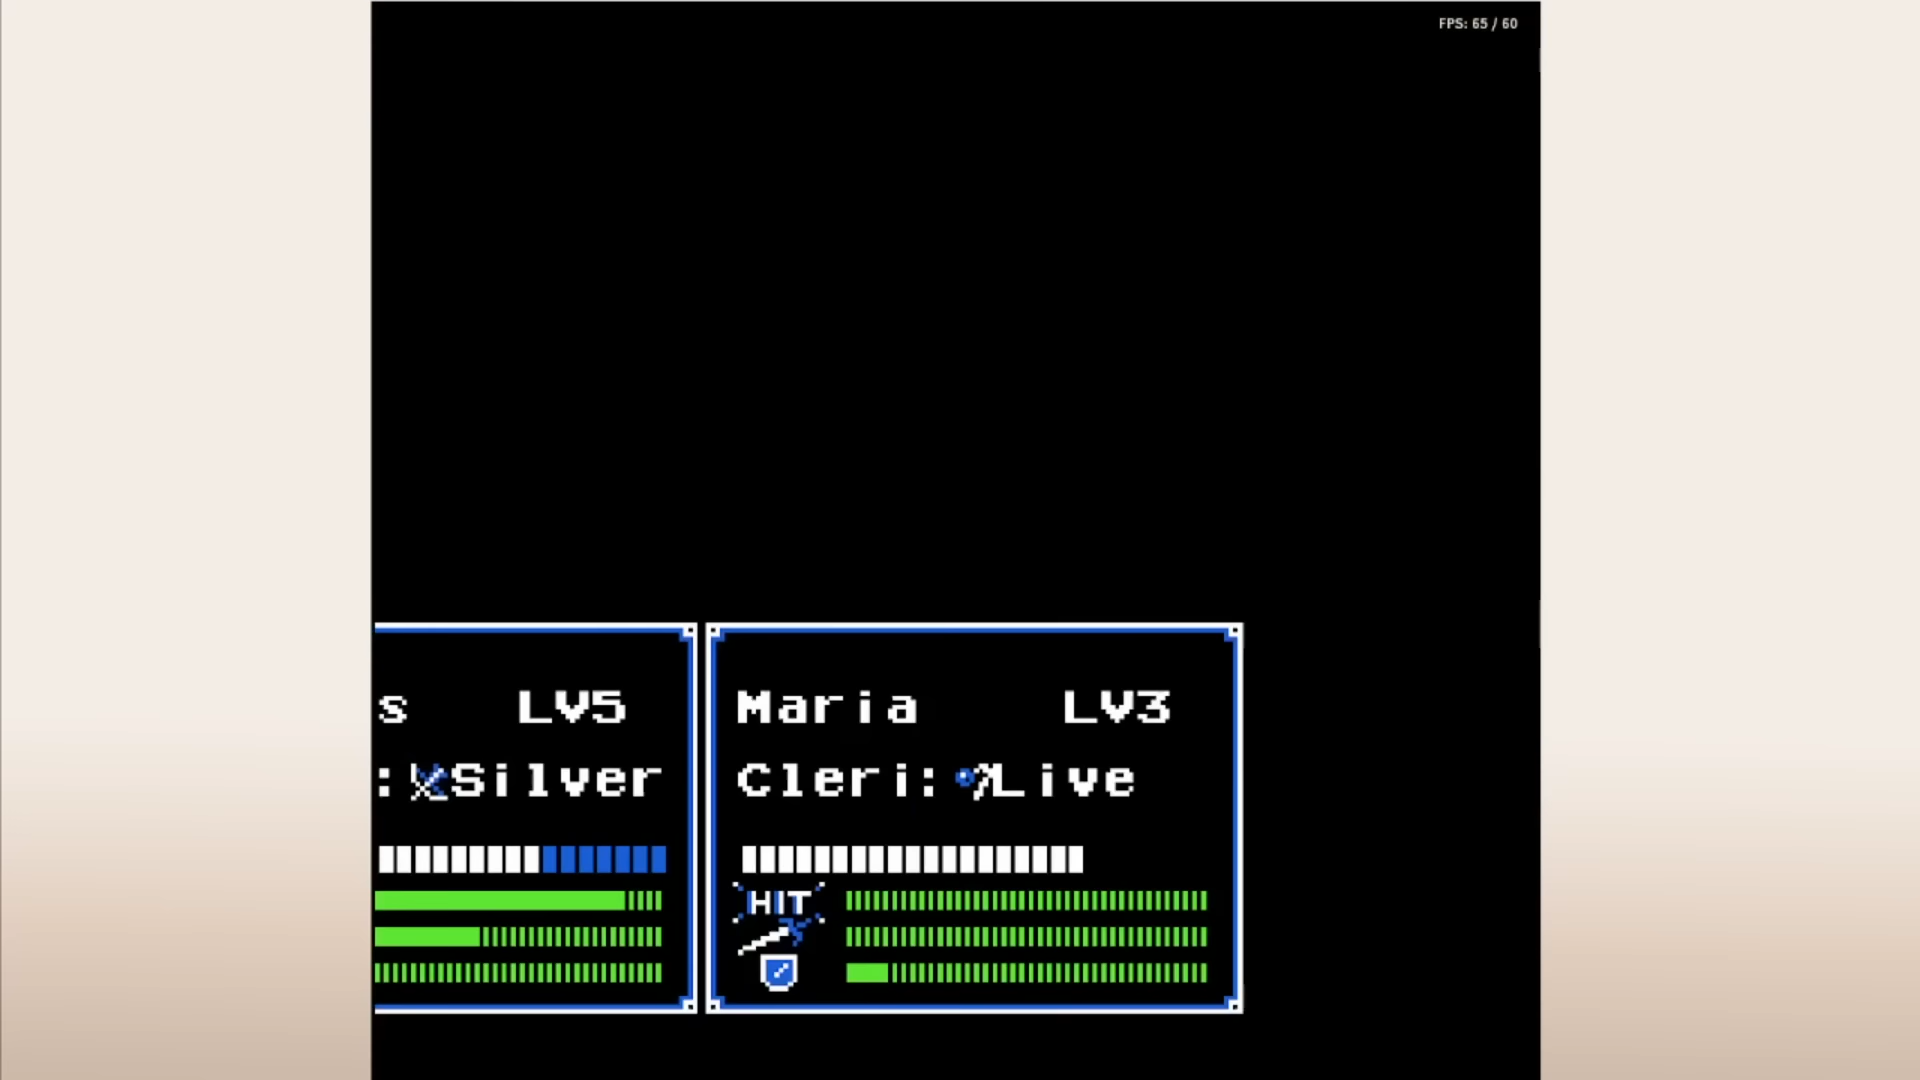 FPS: 65 / 60
s LV5
:Silver
Maria LV3
Cleri:Live
HIT